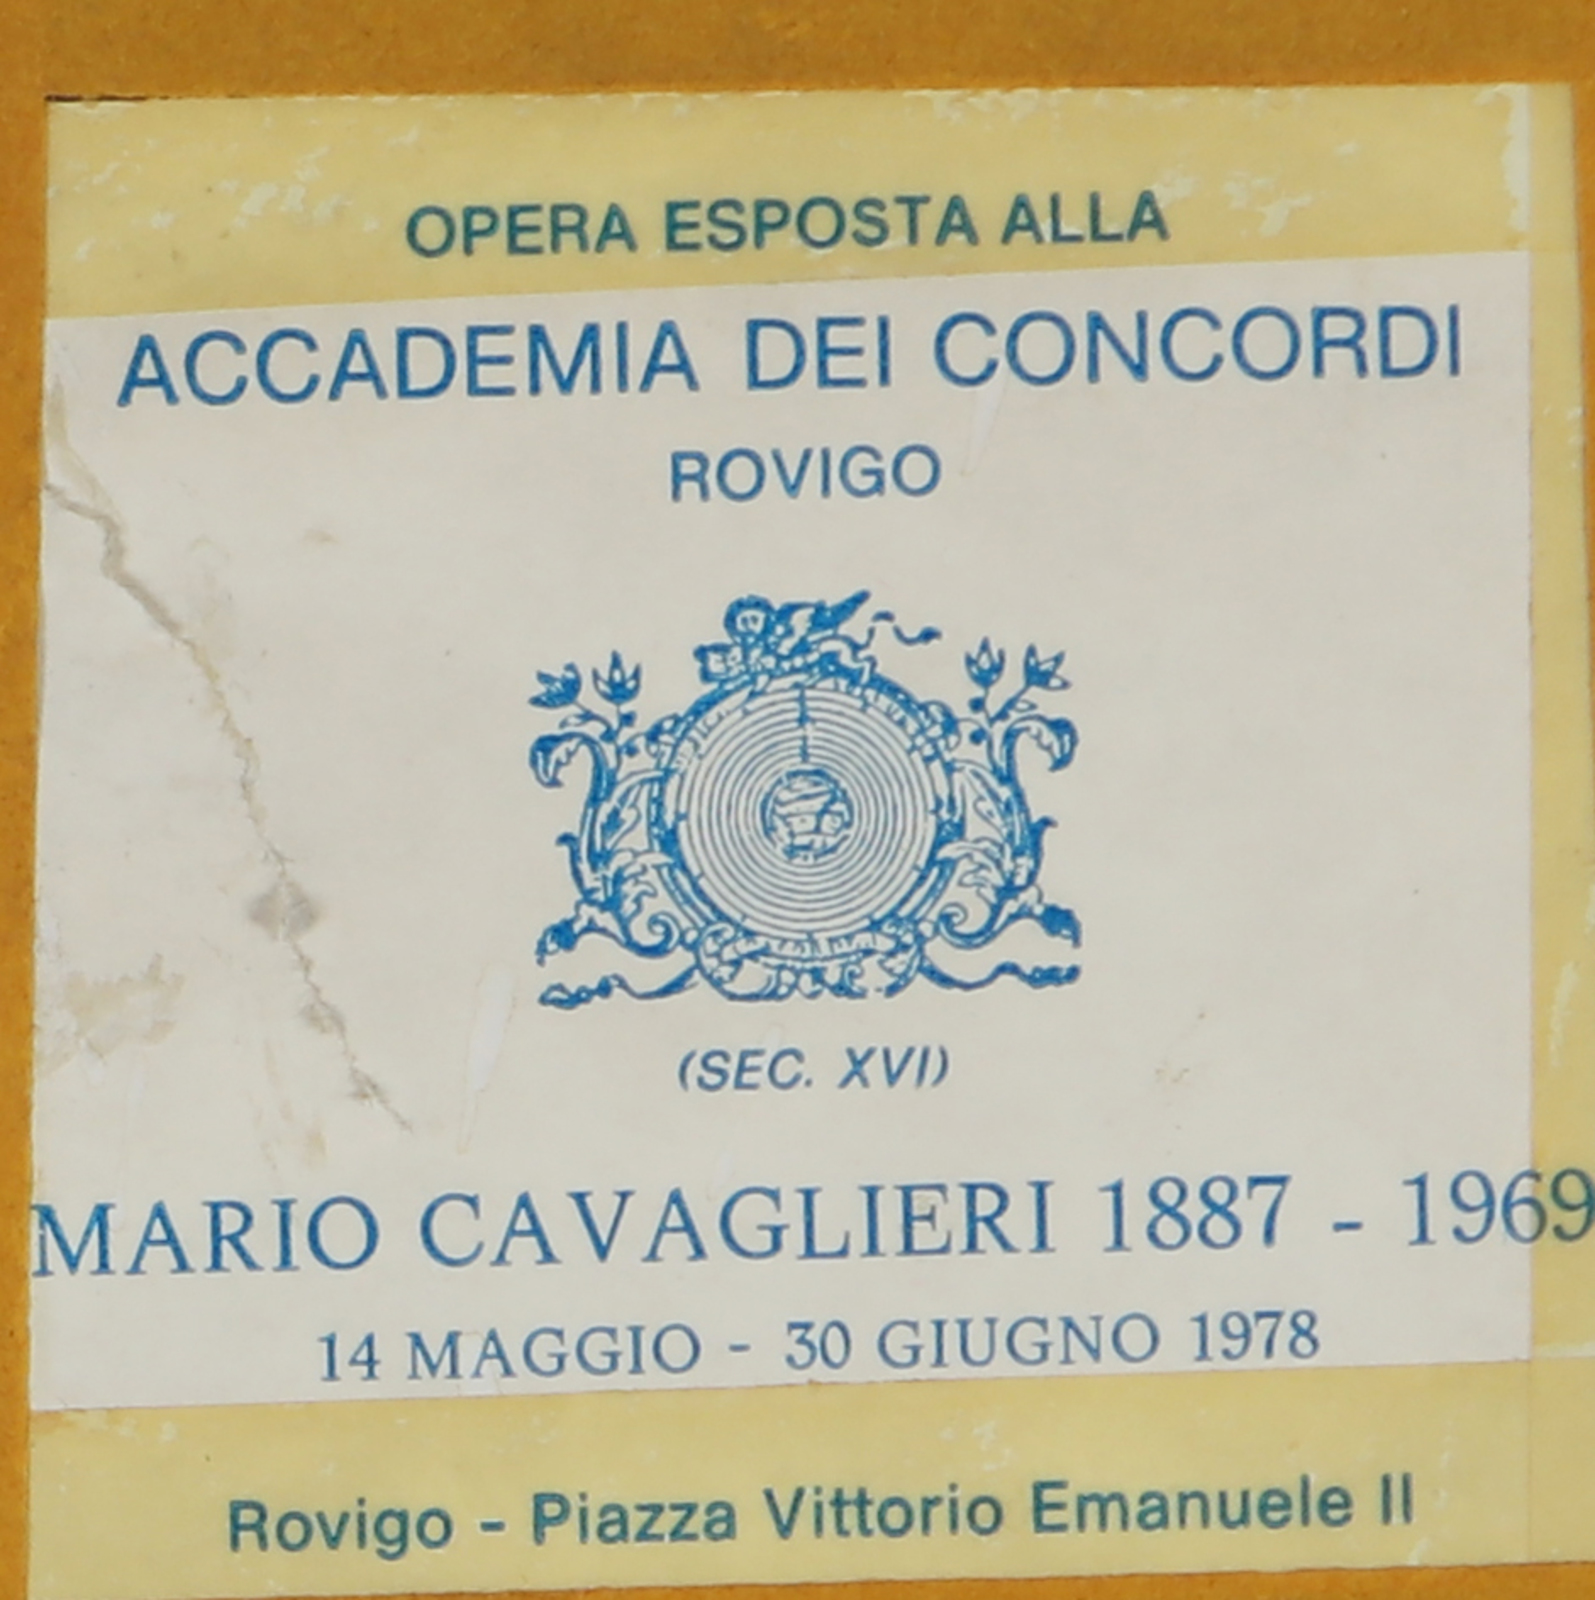 OPERA ESPOSTA ALLA
ACCADEMIA DEI CONCORDI
ROVIGO
(SEC. XVI)
MARIO CAVAGLIERI 1887 - 1969
14 MAGGIO - 30 GIUGNO 1978
Rovigo - Piazza Vittorio Emanuele II